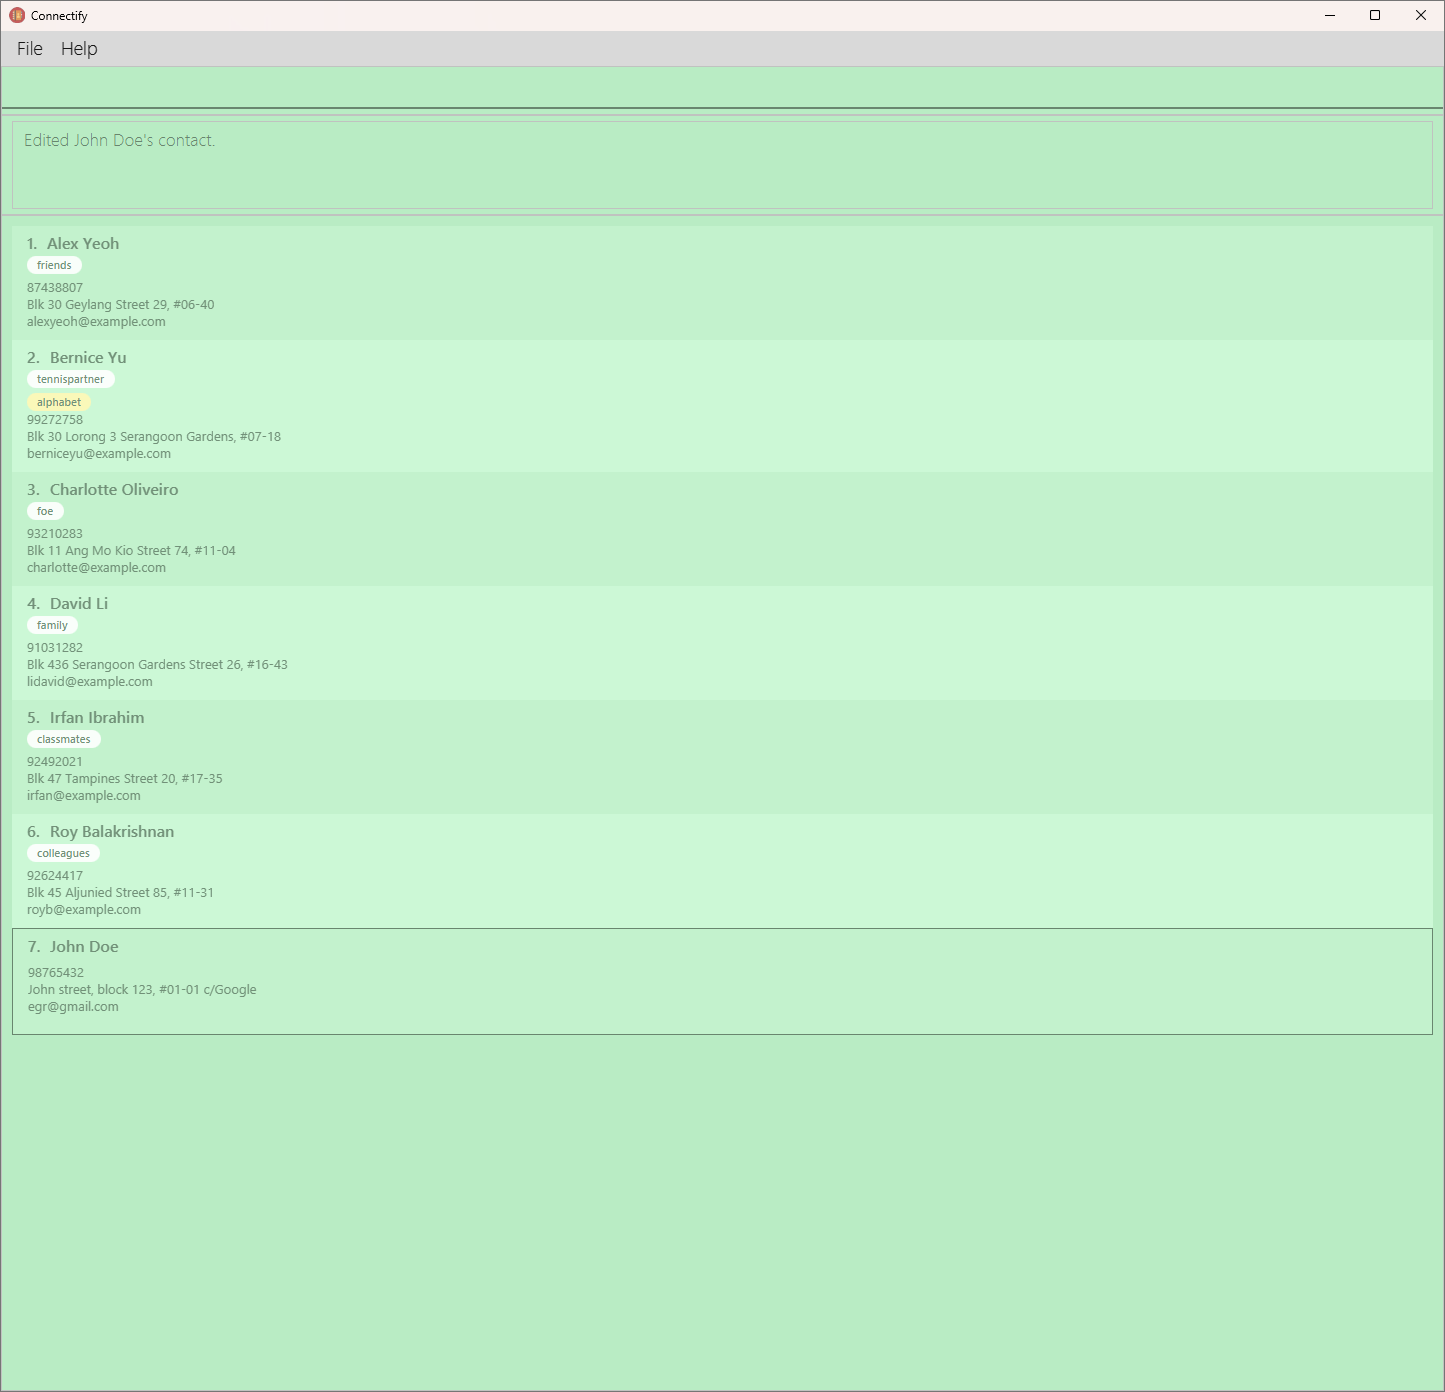 Connectify
File Help
Edited John Doe's contact.
1. Alex Yeoh
friends
87438807
Blk 30 Geylang Street 29, #06-40
alexyeoh@example.com
2. Bernice Yu
tennispartner
alphabet
99272758
Blk 30 Lorong 3 Serangoon Gardens, #07-18
berniceyu@example.com
3. Charlotte Oliveiro
foe
93210283
Blk 11 Ang Mo Kio Street 74, #11-04
charlotte@example.com
4. David Li
family
91031282
Blk 436 Serangoon Gardens Street 26, #16-43
lidavid@example.com
5. Irfan Ibrahim
classmates
92492021
Blk 47 Tampines Street 20, #17-35
irfan@example.com
6. Roy Balakrishnan
colleagues
92624417
Blk 45 Aljunied Street 85, #11-31
royb@example.com
7. John Doe
98765432
John street, block 123, #01-01 c/Google
egr@gmail.com